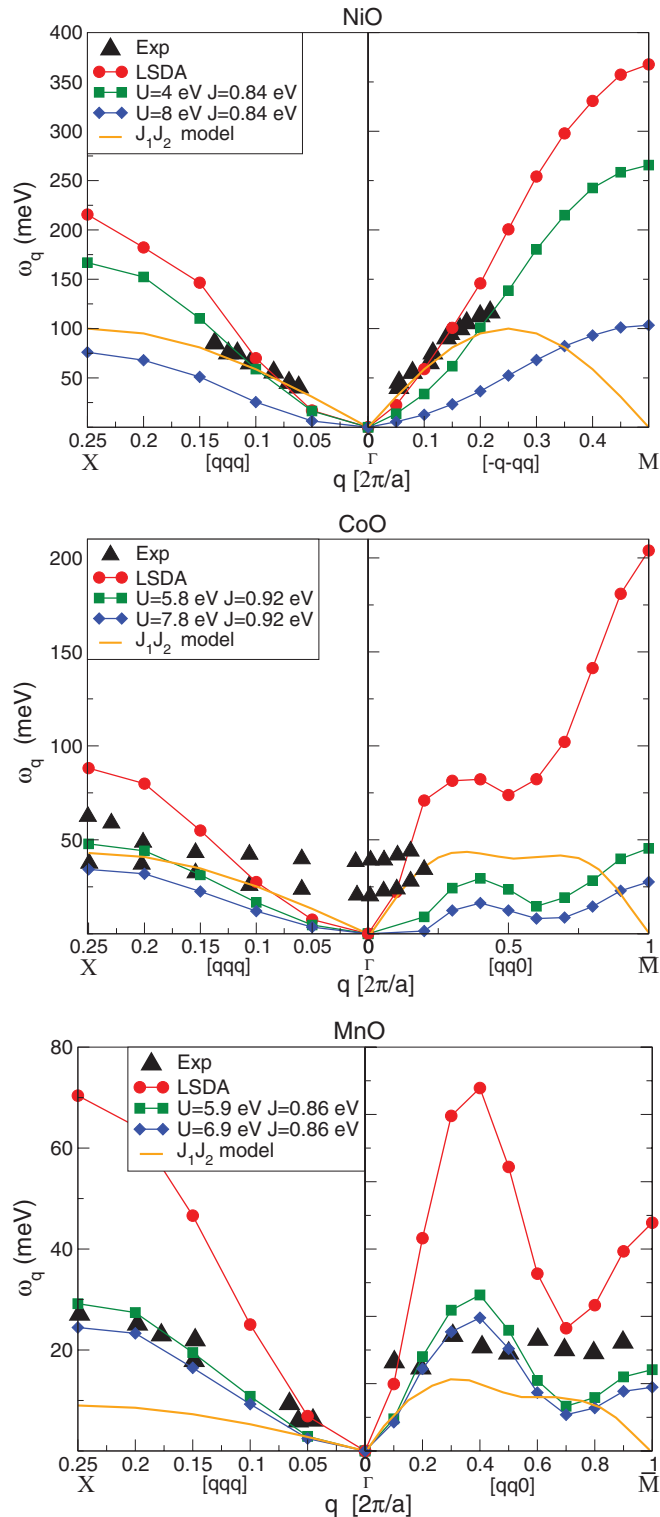 NiO
400
350
300
250
200
150
100
50
ω_q (meV)
Exp
LSDA
U=4 eV J=0.84 eV
U=8 eV J=0.84 eV
J₁J₂ model
0.25 0.2 0.15 0.1 0.05 0 0.1 0.2 0.3 0.4
X [qqq] Γ [-q-qq] M
q [2π/a]
CoO
200
150
100
50
0
ω_q (meV)
Exp
LSDA
U=5.8 eV J=0.92 eV
U=7.8 eV J=0.92 eV
J₁J₂ model
0.25 0.2 0.15 0.1 0.05 0 0.5 1
X [qqq] Γ [qq0] M̅
q [2π/a]
MnO
80
60
40
20
ω_q (meV)
Exp
LSDA
U=5.9 eV J=0.86 eV
U=6.9 eV J=0.86 eV
J₁J₂ model
0.25 0.2 0.15 0.1 0.05 0 0.2 0.4 0.6 0.8 1
X [qqq] Γ [qq0] M̅
q [2π/a]